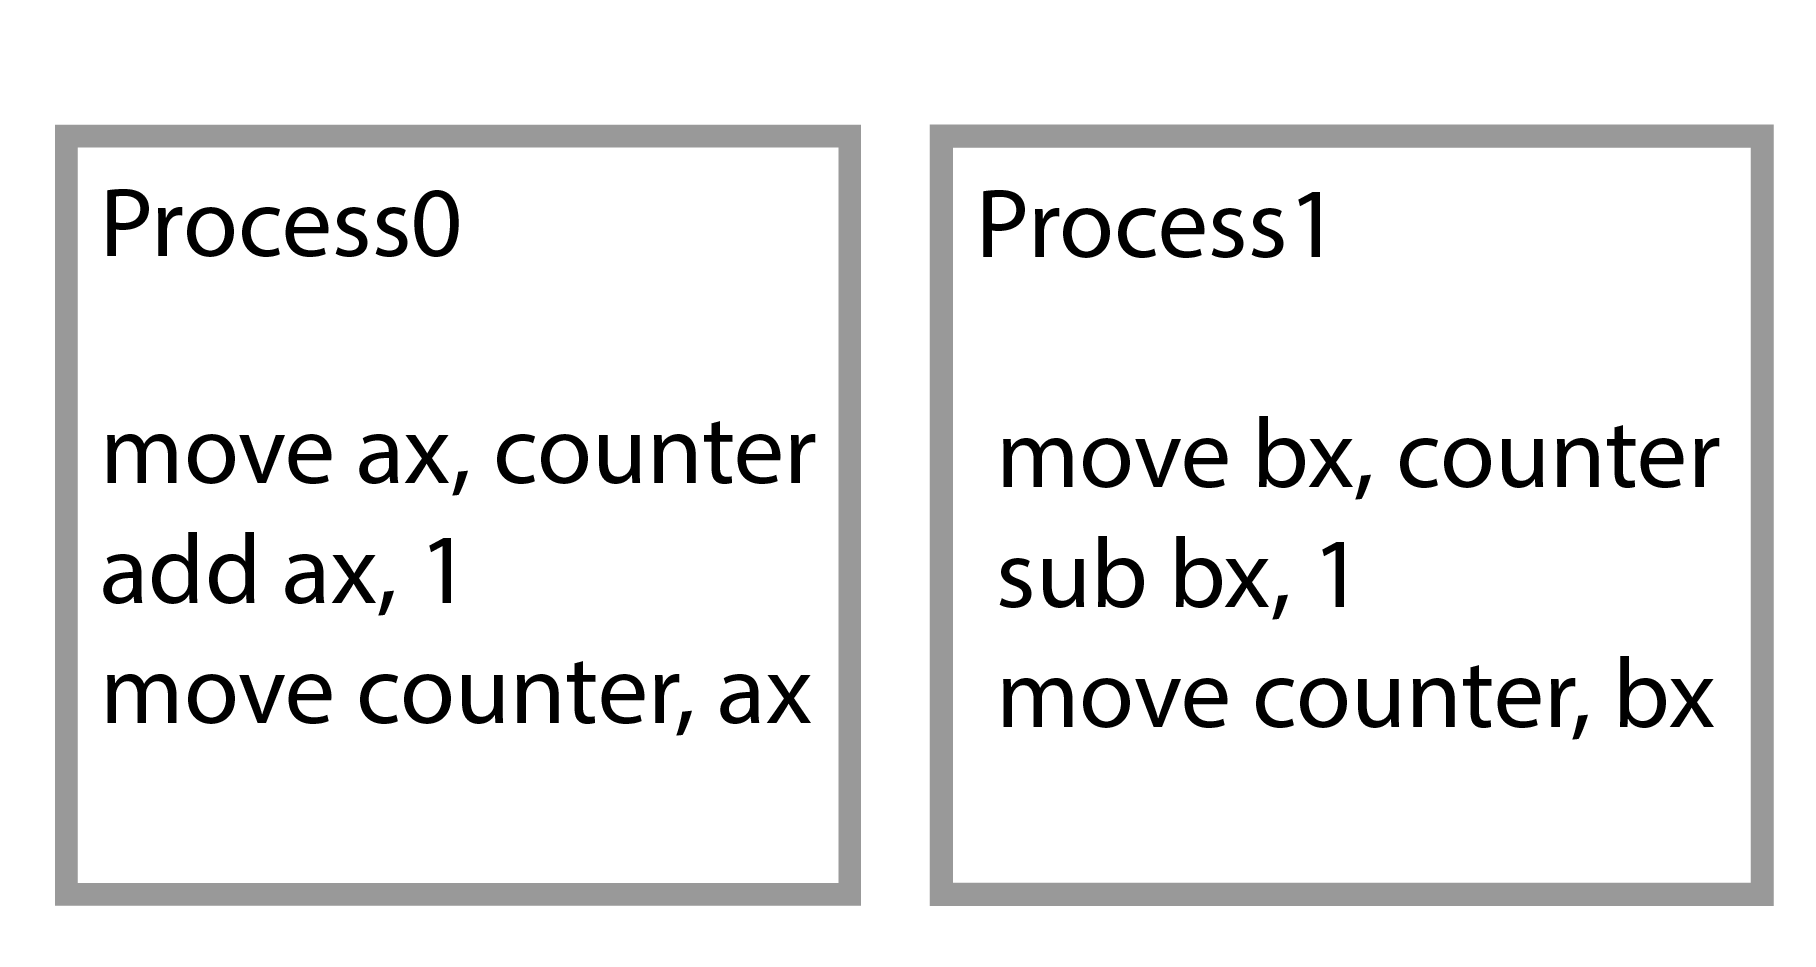 Process0
move ax, counter
add ax, 1
move counter, ax
Process1
move bx, counter
sub bx, 1
move counter, bx